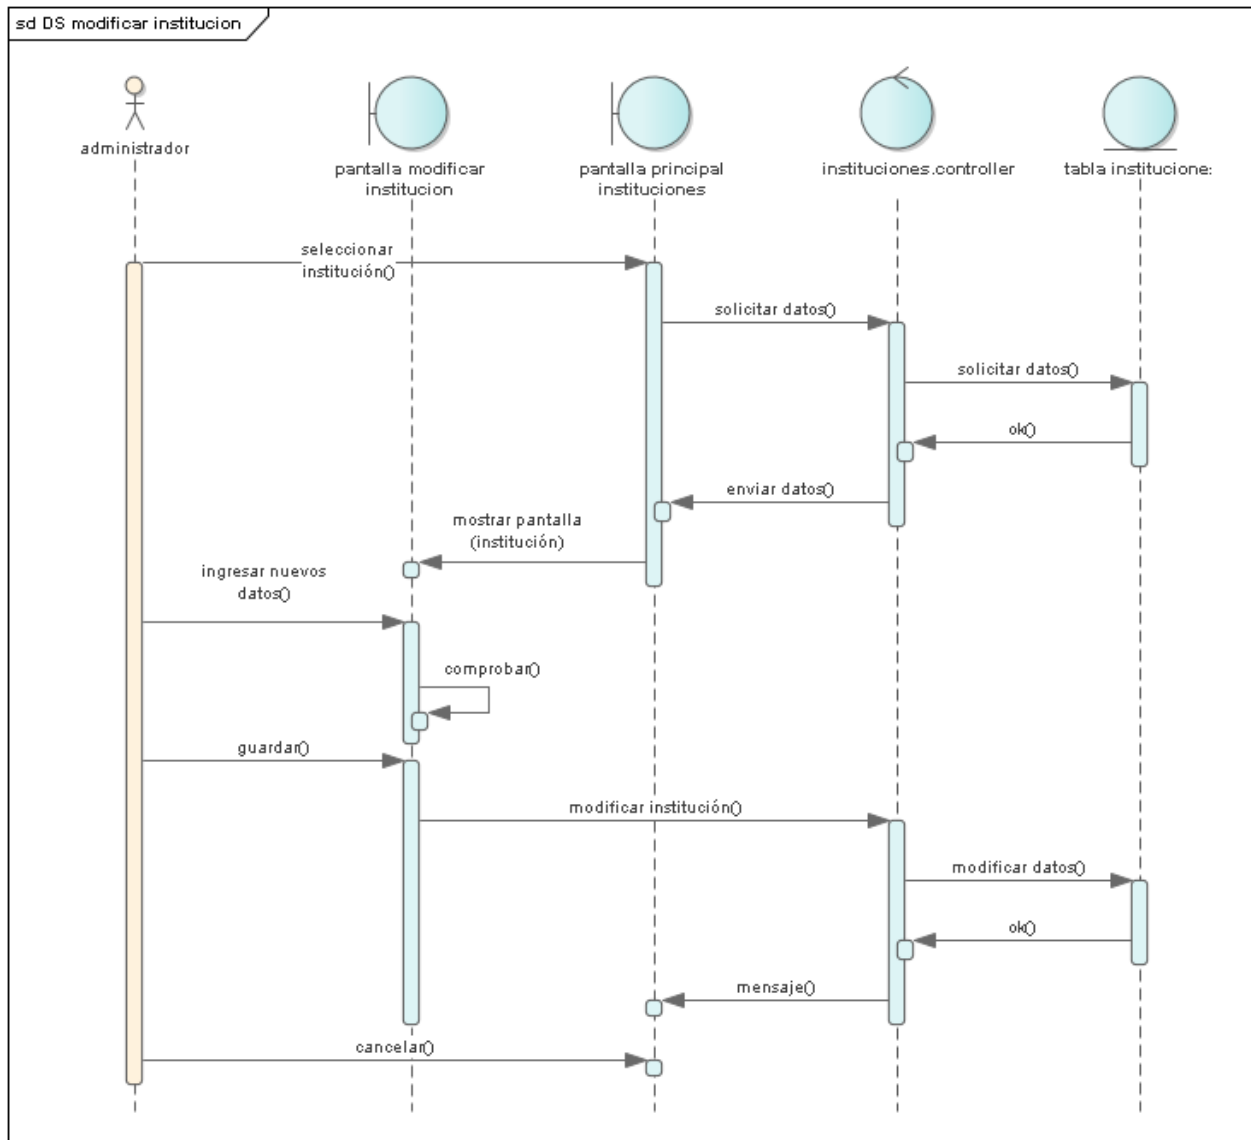 sd DS modificar institucion
administrador
pantalla modificar
institucion
pantalla principal
instituciones
instituciones.controller
tabla institucione:
seleccionar
institución()
solicitar datos()
solicitar datos()
ok()
enviar datos()
mostrar pantalla
(institución)
ingresar nuevos
datos()
comprobar()
guardar()
modificar institución()
modificar datos()
ok()
mensaje()
cancelar()